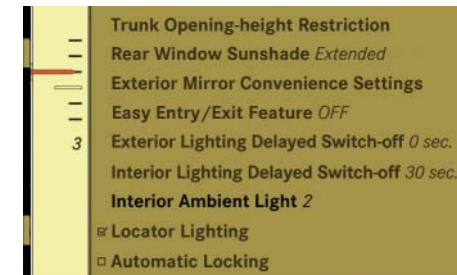 Trunk Opening-height Restriction
Rear Window Sunshade Extended
Exterior Mirror Convenience Settings
Easy Entry/Exit Feature OFF
3 Exterior Lighting Delayed Switch-off 0 sec.
Interior Lighting Delayed Switch-off 30 sec.
Interior Ambient Light 2
Locator Lighting
Automatic Locking